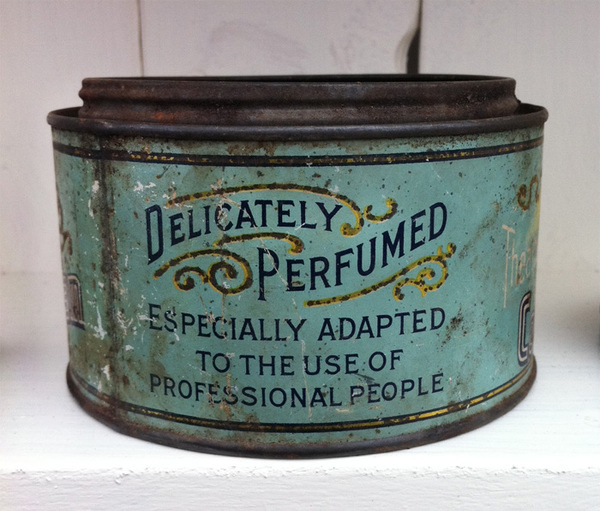 DELICATELY
PERFUMED
ESPECIALLY ADAPTED
TO THE USE OF
PROFESSIONAL PEOPLE